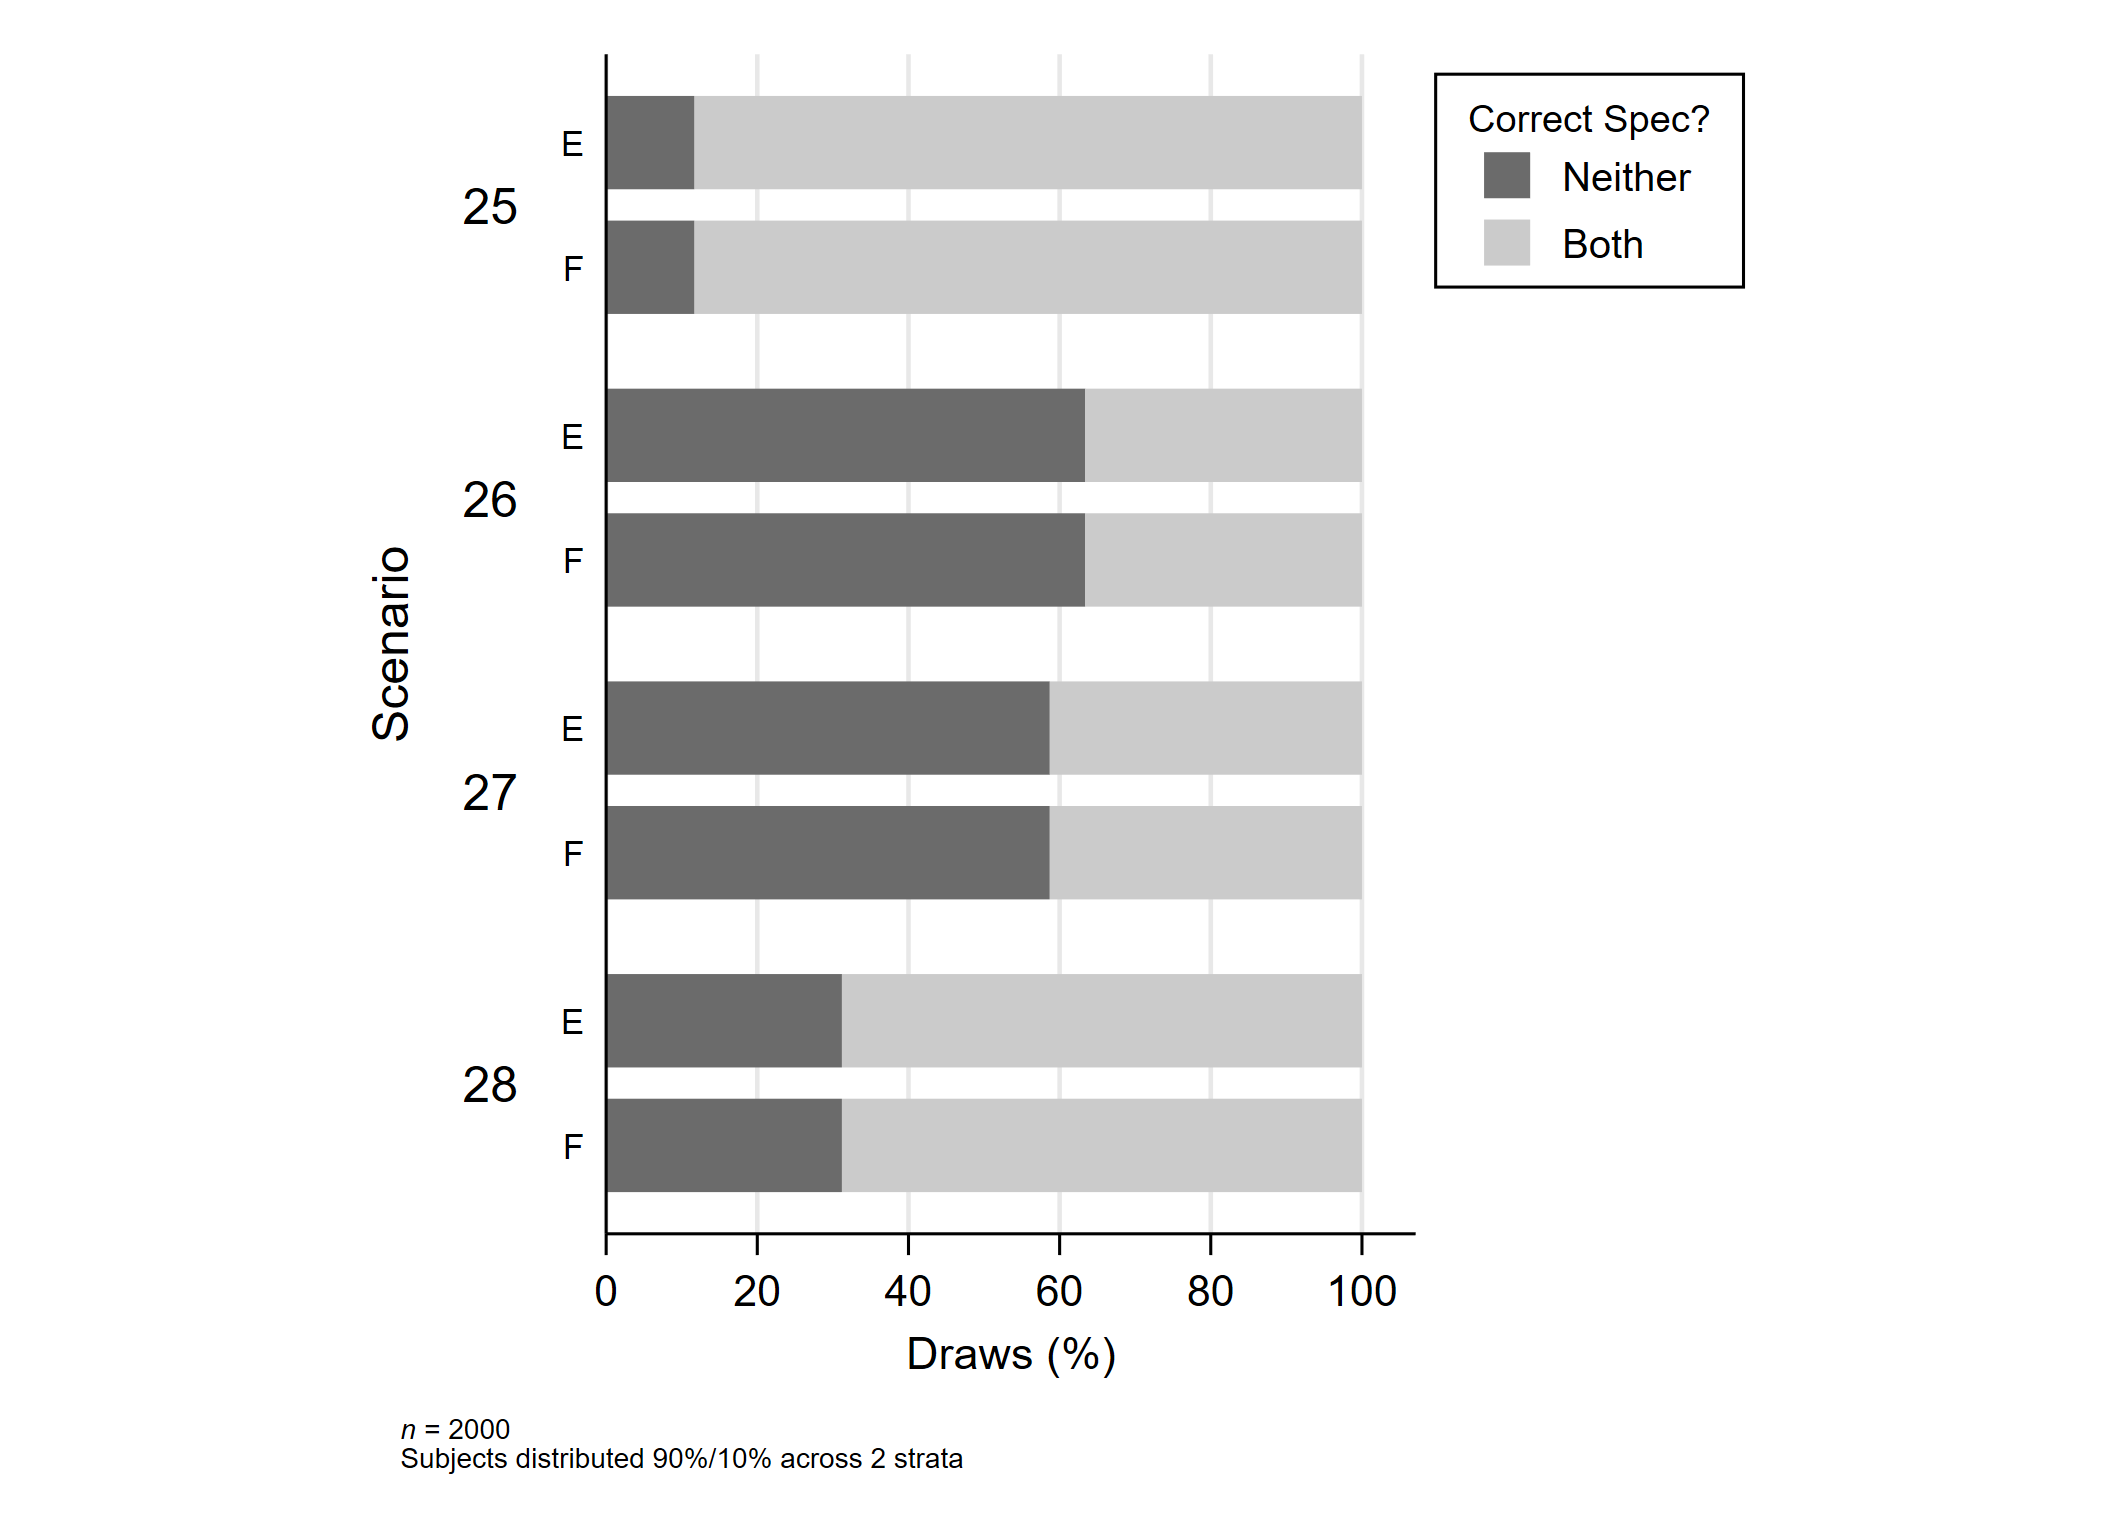 Correct Spec?
Neither
Both
Scenario
25
E
F
26
E
F
27
E
F
28
E
F
0 20 40 60 80 100
Draws (%)
n = 2000
Subjects distributed 90%/10% across 2 strata